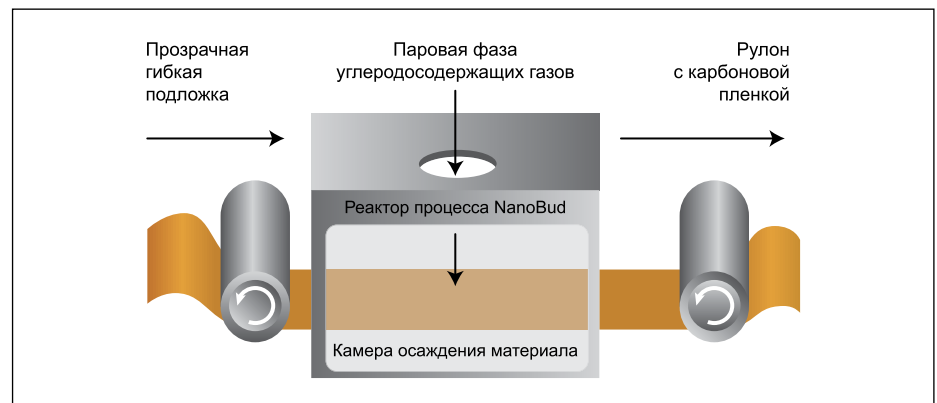 Прозрачная
гибкая
подложка
Паровая фаза
углеродосодержащих газов
Рулон
с карбоновой
пленкой
Реактор процесса NanoBud
Камера осаждения материала